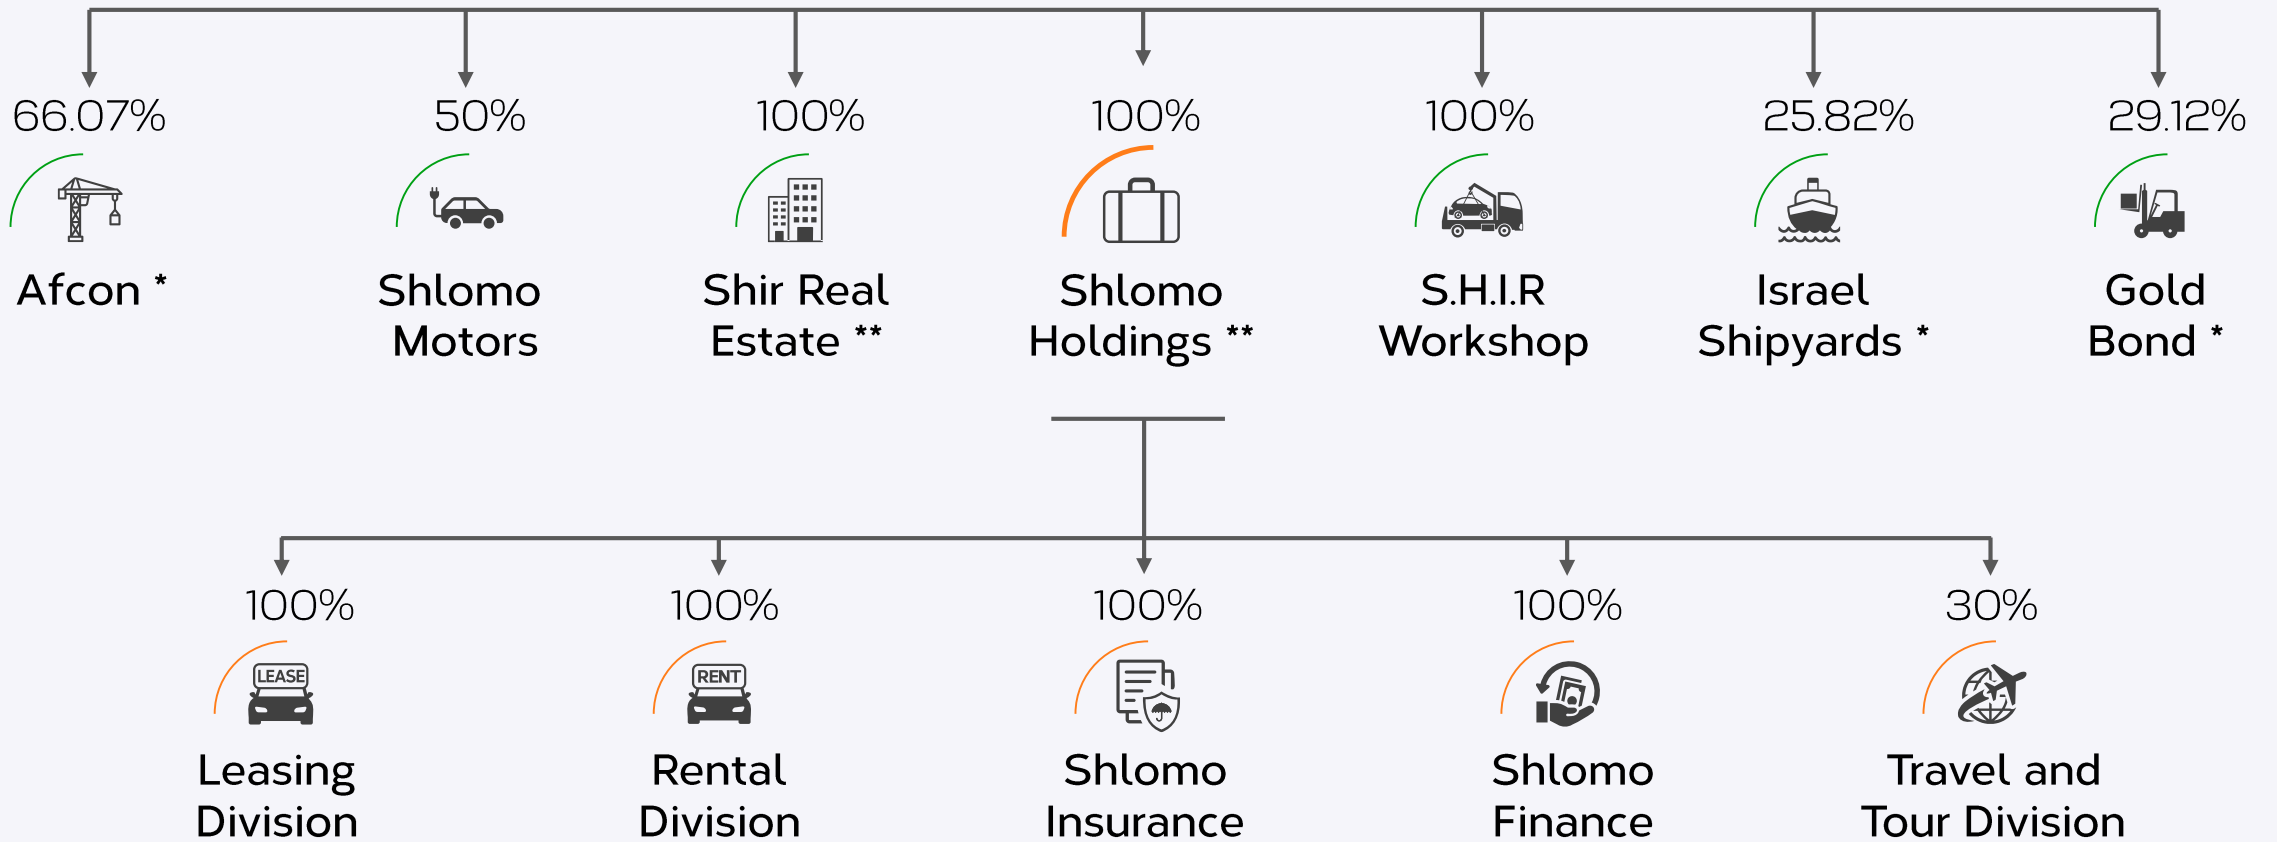 66.07%
50%
100%
100%
100%
25.82%
29.12%
Afcon *
Shlomo
Motors
Shir Real
Estate **
Shlomo
Holdings **
S.H.I.R
Workshop
Israel
Shipyards *
Gold
Bond *
100%
100%
100%
100%
30%
LEASE
RENT
Leasing
Division
Rental
Division
Shlomo
Insurance
Shlomo
Finance
Travel and
Tour Division